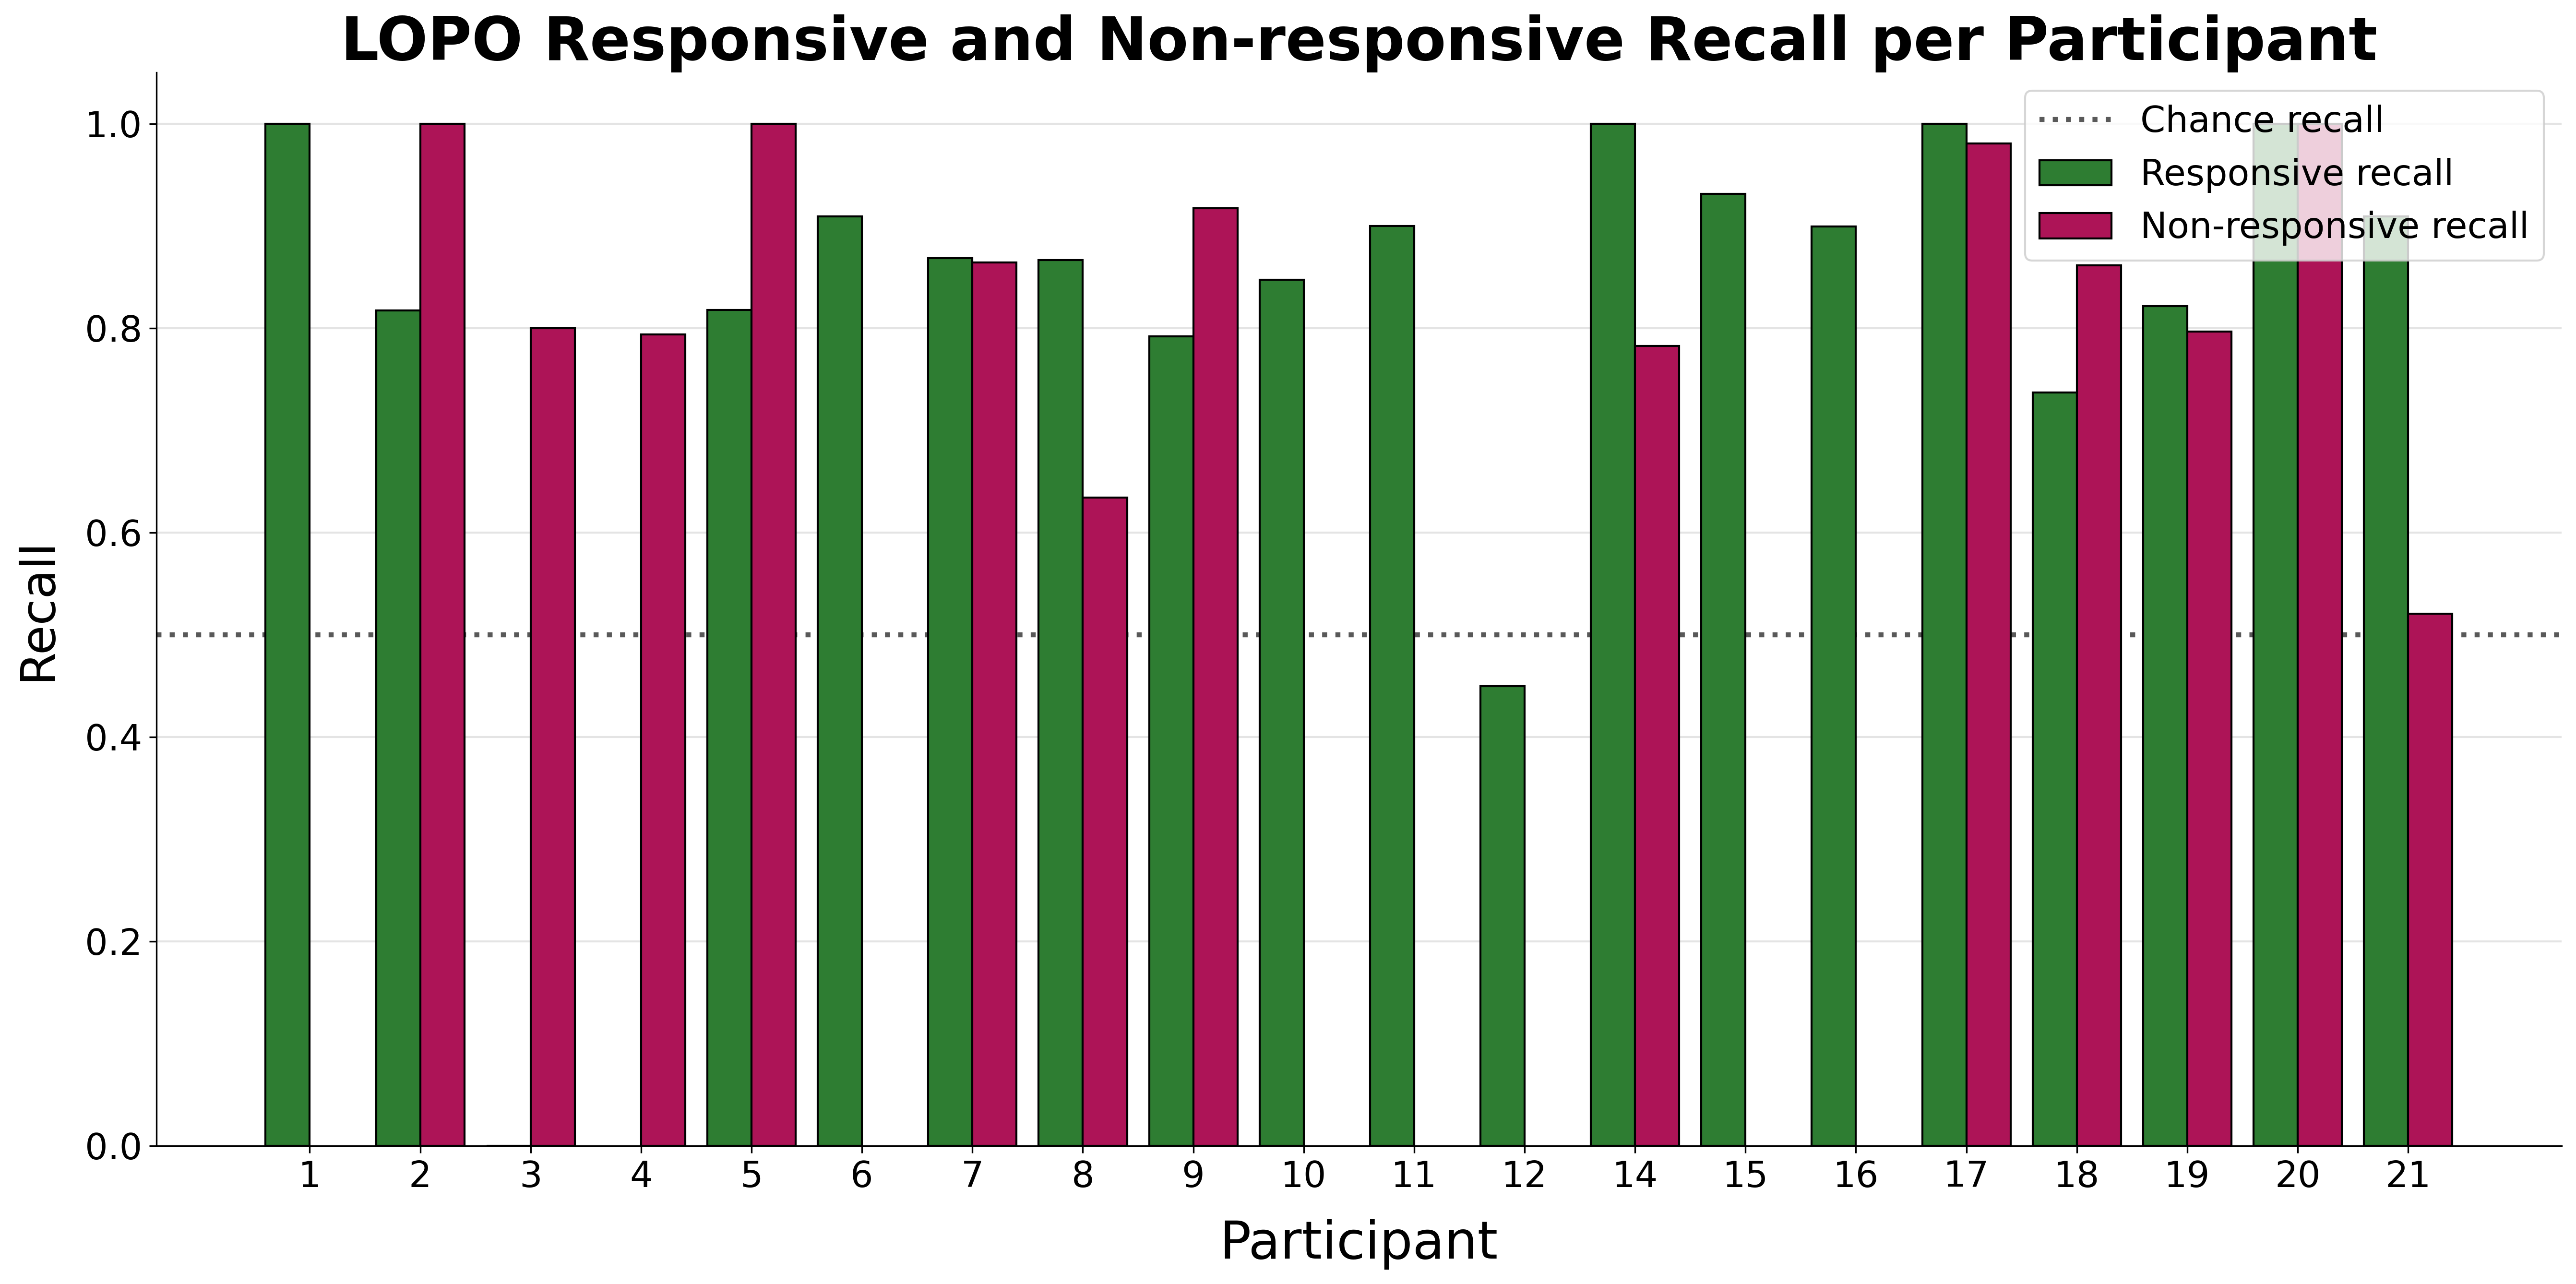 LOPO Responsive and Non-responsive Recall per Participant
Chance recall
Responsive recall
Non-responsive recall
Recall
1.0
0.8
0.6
0.4
0.2
0.0
1 2 3 4 5 6 7 8 9 10 11 12 14 15 16 17 18 19 20 21
Participant